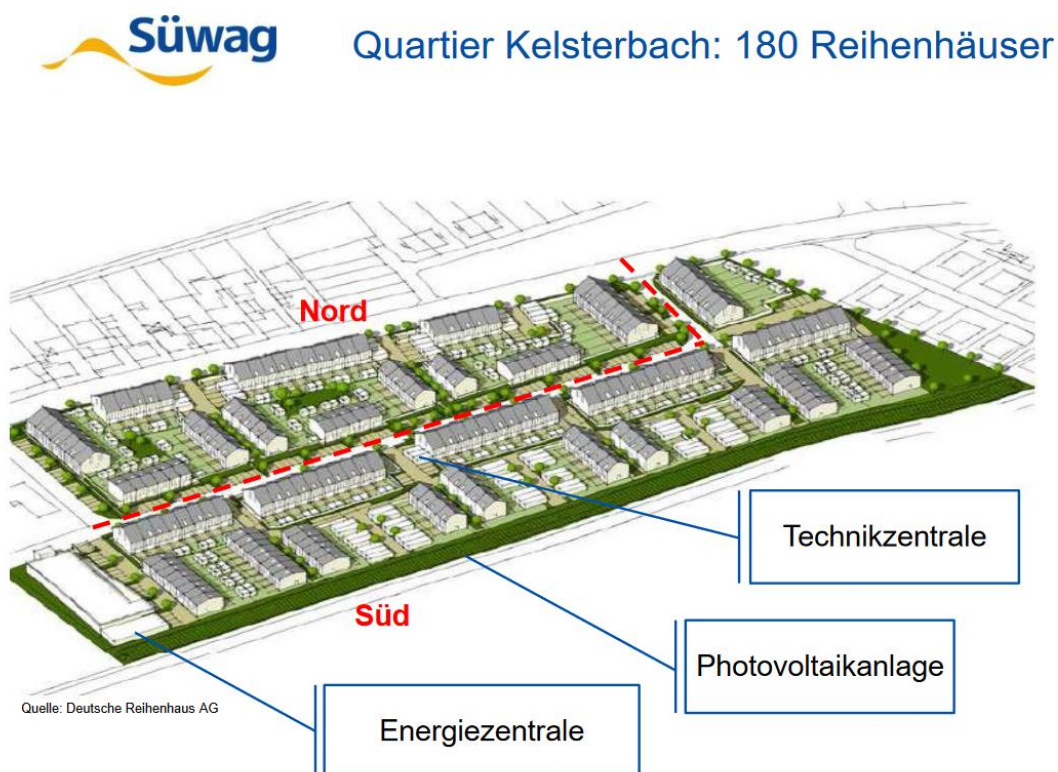 Süwag
Quartier Kelsterbach: 180 Reihenhäuser
Nord
Technikzentrale
Süd
Photovoltaikanlage
Quelle: Deutsche Reihenhaus AG
Energiezentrale